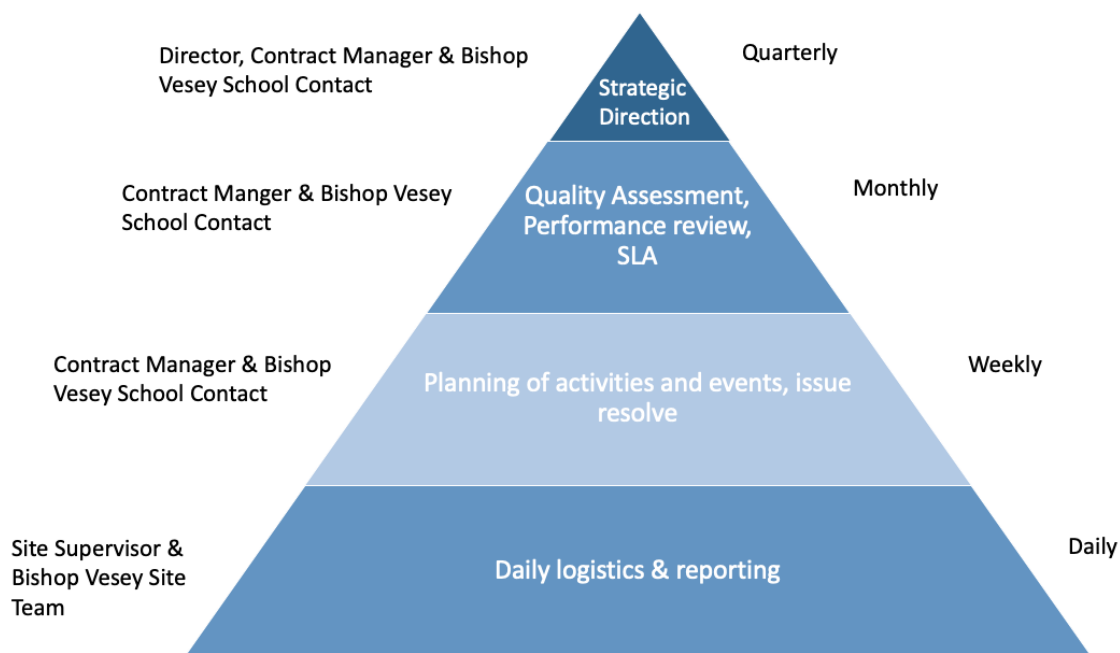 Director, Contract Manager & Bishop
Vesey School Contact
Strategic
Direction
Quarterly
Contract Manger & Bishop Vesey
School Contact
Quality Assessment,
Performance review,
SLA
Monthly
Contract Manager & Bishop
Vesey School Contact
Planning of activities and events, issue
resolve
Weekly
Site Supervisor &
Bishop Vesey Site
Team
Daily logistics & reporting
Daily